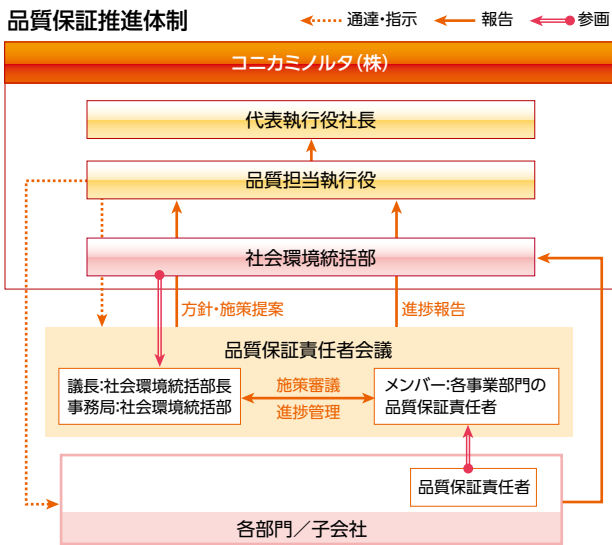 品質保証推進体制
通達・指示
報告
参画
コニカミノルタ(株)
代表執行役社長
品質担当執行役
社会環境統括部
方針・施策提案
進捗報告
品質保証責任者会議
議長:社会環境統括部長
事務局:社会環境統括部
施策審議
進捗管理
メンバー:各事業部門の
品質保証責任者
品質保証責任者
各部門/子会社